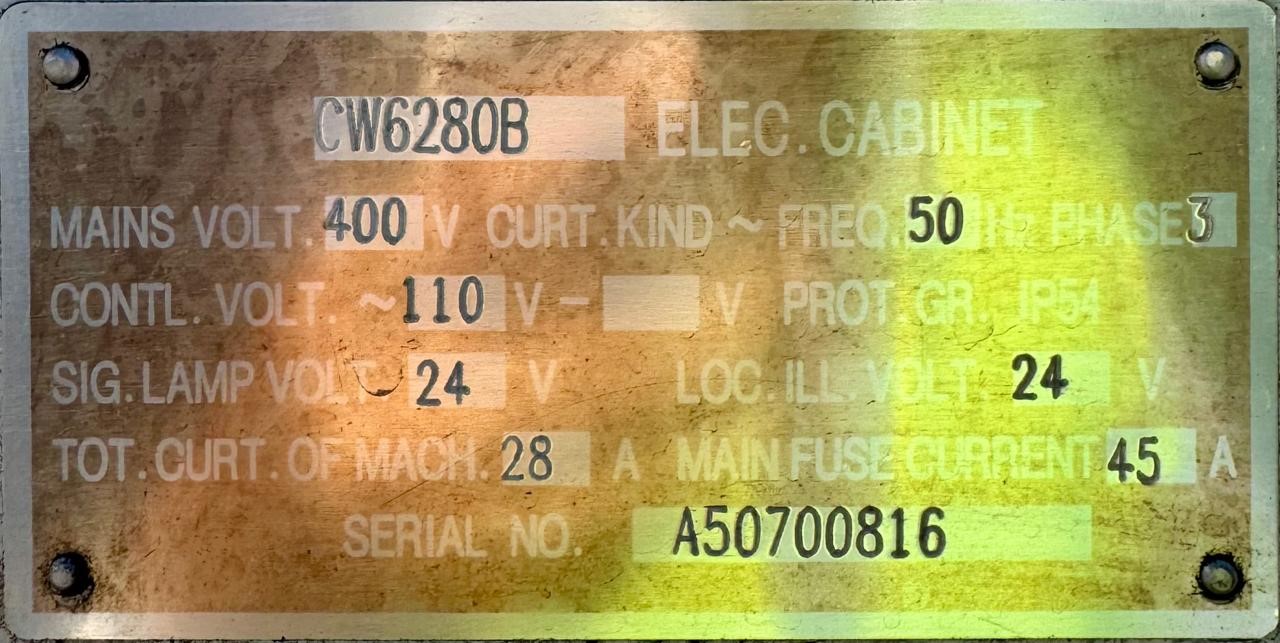 CW6280B ELEC. CABINET
MAINS VOLT. 400 V CURT. KIND ~ FREQ. 50 Hz PHASE 3
CONTL. VOLT. ~110 V – V PROT. GR. IP54
SIG. LAMP VOLT 24 V LOC. ILL. VOLT. 24 V
TOT. CURT. OF MACH. 28 A MAIN FUSE CURRENT 45 A
SERIAL NO. A50700816